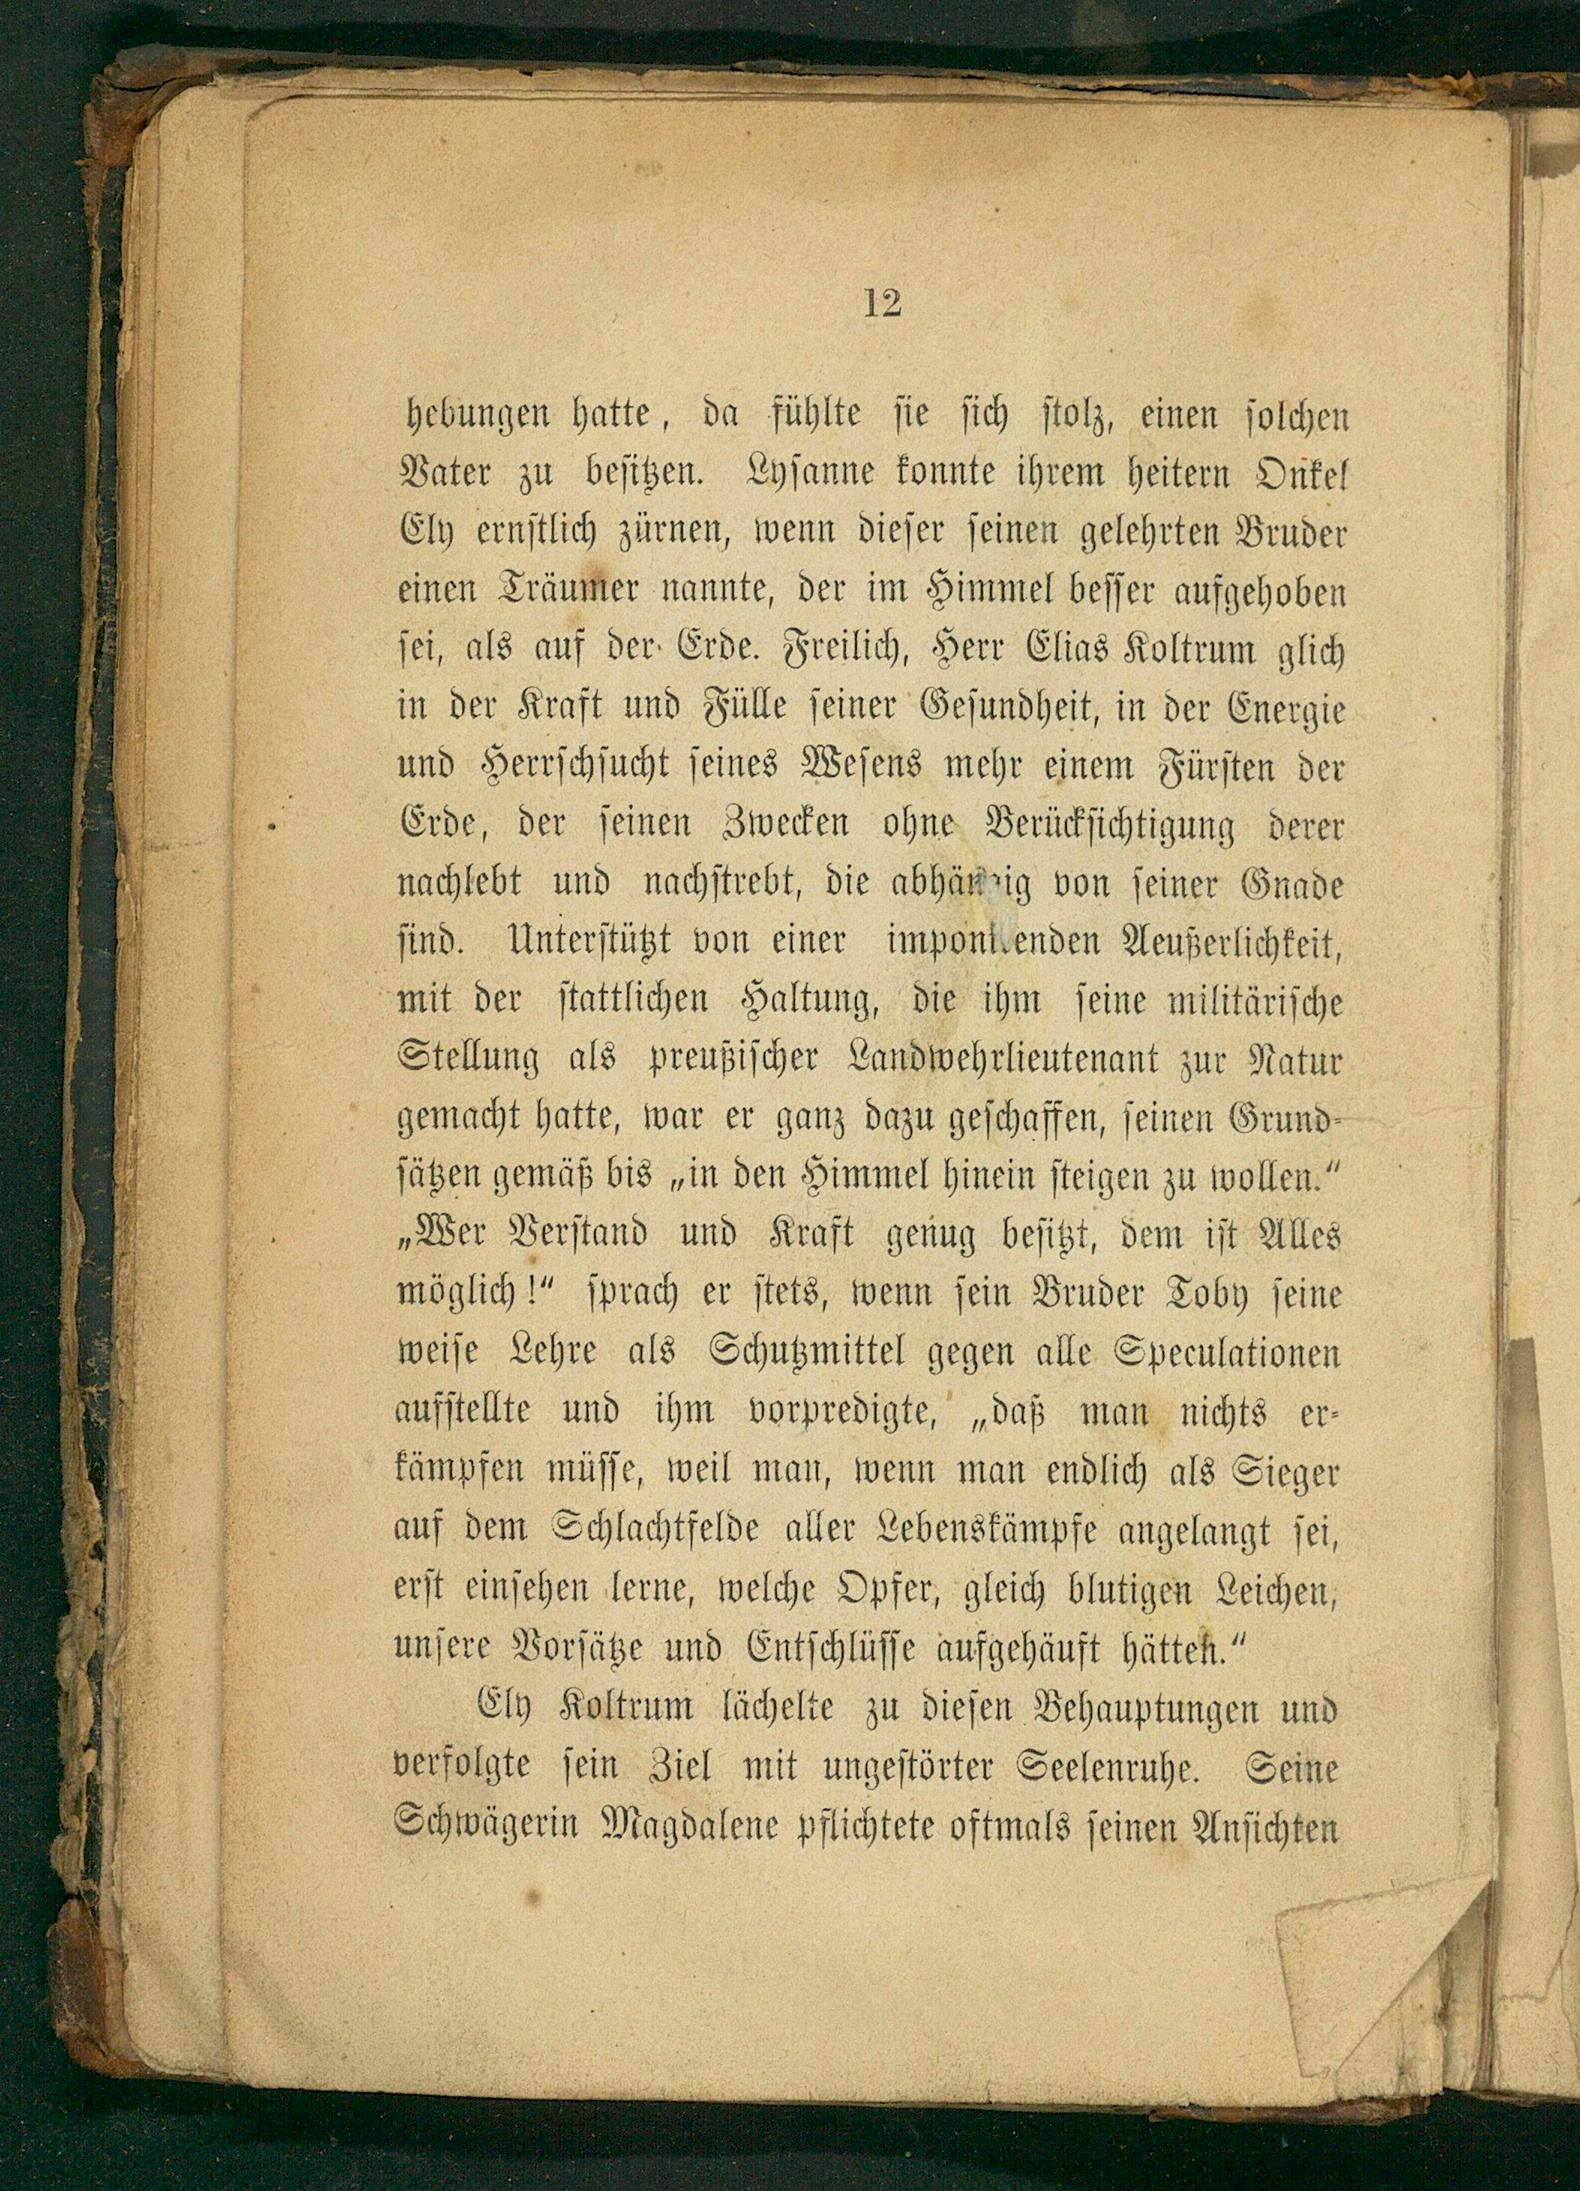 12
hebungen hatte, da fühlte sie sich stolz, einen solchen
Vater zu besitzen. Lysanne konnte ihrem heitern Onkel
Ely ernstlich zürnen, wenn dieser seinen gelehrten Bruder
einen Träumer nannte, der im Himmel besser aufgehoben
sei, als auf der Erde. Freilich, Herr Elias Koltrum glich
in der Kraft und Fülle seiner Gesundheit, in der Energie
und Herrschsucht seines Wesens mehr einem Fürsten der
Erde, der seinen Zwecken ohne Berücksichtigung derer
nachlebt und nachstrebt, die abhängig von seiner Gnade
sind. Unterstützt von einer imponirenden Aeußerlichkeit,
mit der stattlichen Haltung, die ihm seine militärische
Stellung als preußischer Landwehrlieutenant zur Natur
gemacht hatte, war er ganz dazu geschaffen, seinen Grund-
sätzen gemäß bis „in den Himmel hinein steigen zu wollen.“
„Wer Verstand und Kraft genug besitzt, dem ist Alles
möglich!“ sprach er stets, wenn sein Bruder Toby seine
weise Lehre als Schutzmittel gegen alle Speculationen
aufstellte und ihm vorpredigte, „daß man nichts er-
kämpfen müsse, weil man, wenn man endlich als Sieger
auf dem Schlachtfelde aller Lebenskämpfe angelangt sei,
erst einsehen lerne, welche Opfer, gleich blutigen Leichen,
unsere Vorsätze und Entschlüsse aufgehäuft hätten.“
Ely Koltrum lächelte zu diesen Behauptungen und
verfolgte sein Ziel mit ungestörter Seelenruhe. Seine
Schwägerin Magdalene pflichtete oftmals seinen Ansichten